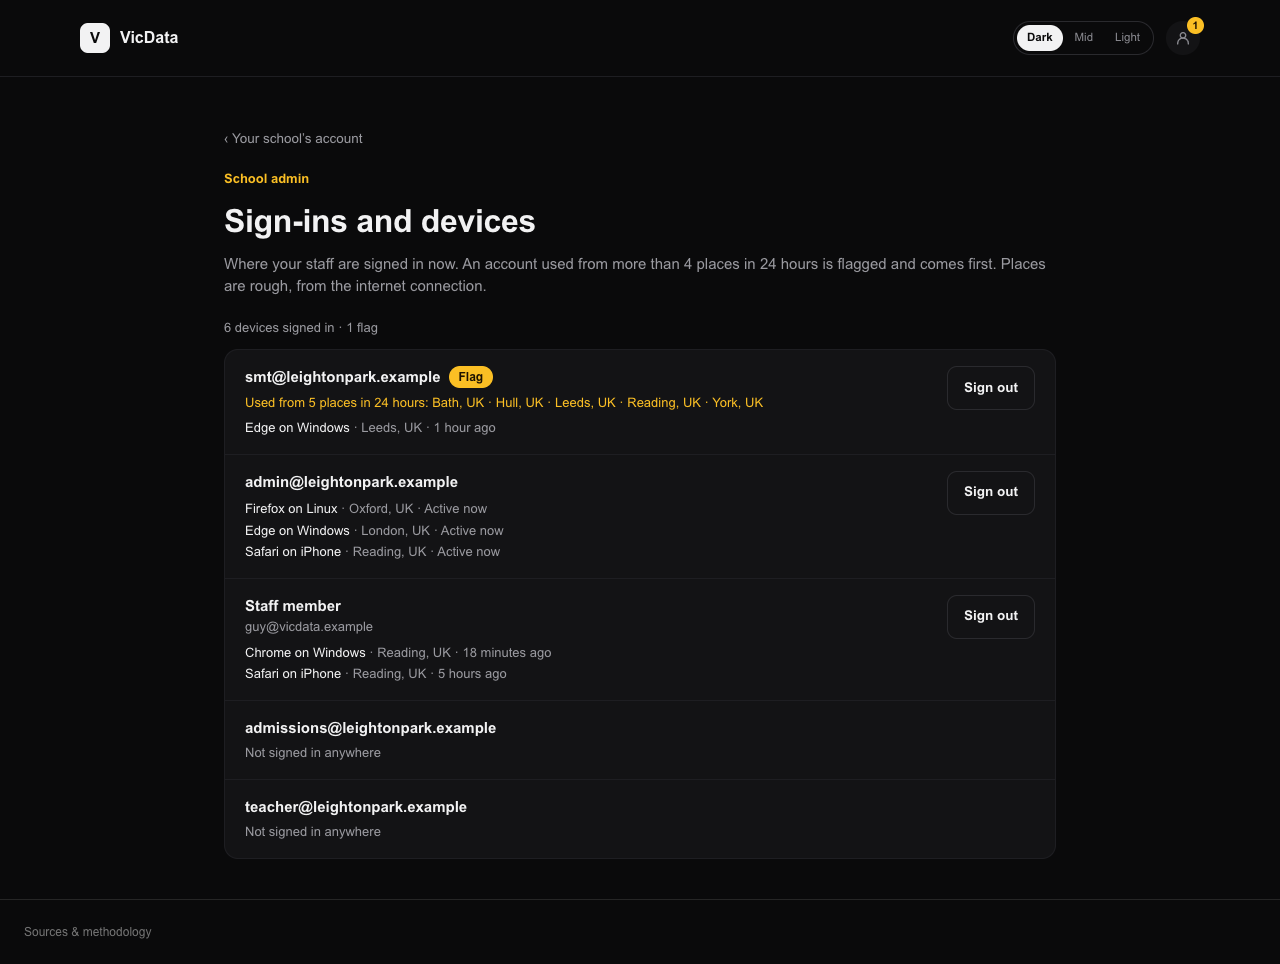 V VicData
Dark Mid Light
1
‹ Your school's account
School admin
Sign-ins and devices
Where your staff are signed in now. An account used from more than 4 places in 24 hours is flagged and comes first. Places
are rough, from the internet connection.
6 devices signed in · 1 flag
smt@leightonpark.example Flag
Sign out
Used from 5 places in 24 hours: Bath, UK · Hull, UK · Leeds, UK · Reading, UK · York, UK
Edge on Windows · Leeds, UK · 1 hour ago
admin@leightonpark.example
Sign out
Firefox on Linux · Oxford, UK · Active now
Edge on Windows · London, UK · Active now
Safari on iPhone · Reading, UK · Active now
Staff member
Sign out
guy@vicdata.example
Chrome on Windows · Reading, UK · 18 minutes ago
Safari on iPhone · Reading, UK · 5 hours ago
admissions@leightonpark.example
Not signed in anywhere
teacher@leightonpark.example
Not signed in anywhere
Sources & methodology